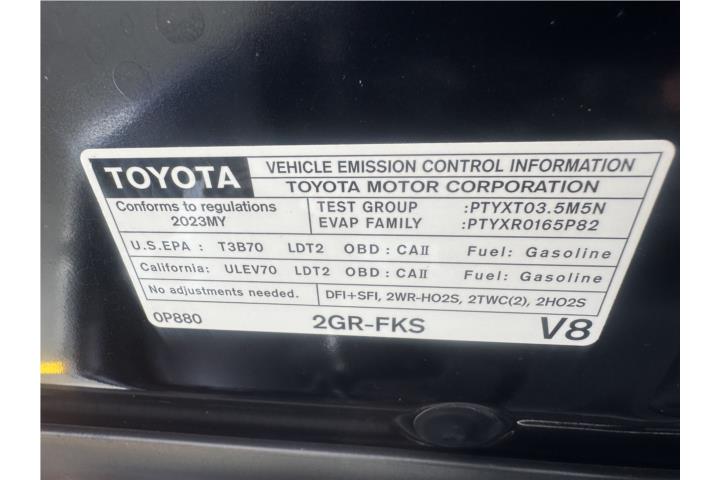 TOYOTA VEHICLE EMISSION CONTROL INFORMATION
TOYOTA MOTOR CORPORATION
Conforms to regulations
2023MY
TEST GROUP :PTYXT03.5M5N
EVAP FAMILY :PTYXR0165P82
U.S.EPA : T3B70 LDT2 OBD : CAII Fuel: Gasoline
California: ULEV70 LDT2 OBD : CAII Fuel: Gasoline
No adjustments needed. DFI+SFI, 2WR-HO2S, 2TWC(2), 2HO2S
0P880 2GR-FKS V8